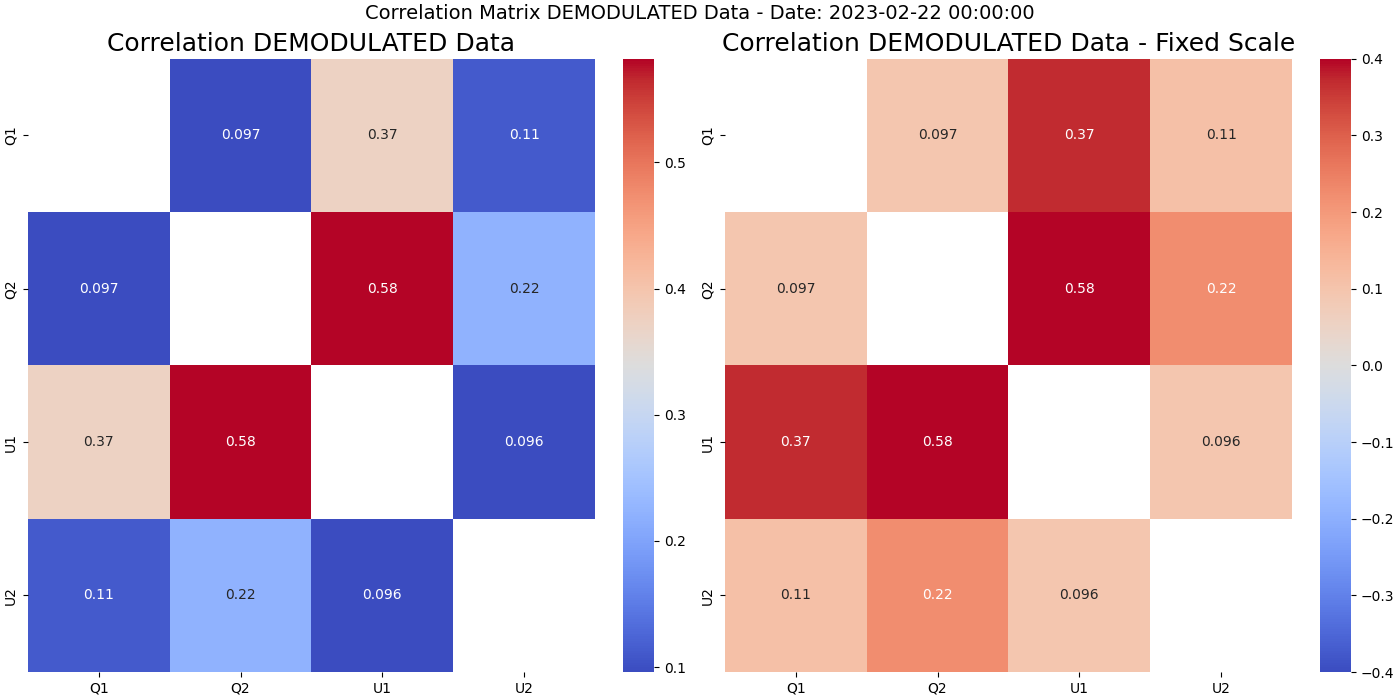 Correlation Matrix DEMODULATED Data - Date: 2023-02-22 00:00:00
Correlation DEMODULATED Data
Q1
0.097
0.37
0.11
Q2
0.097
0.58
0.22
U1
0.37
0.58
0.096
U2
0.11
0.22
0.096
Q1
Q2
U1
U2
0.5
0.4
0.3
0.2
0.1
Correlation DEMODULATED Data - Fixed Scale
Q1
0.097
0.37
0.11
Q2
0.097
0.58
0.22
U1
0.37
0.58
0.096
U2
0.11
0.22
0.096
Q1
Q2
U1
U2
0.4
0.3
0.2
0.1
0.0
−0.1
−0.2
−0.3
−0.4